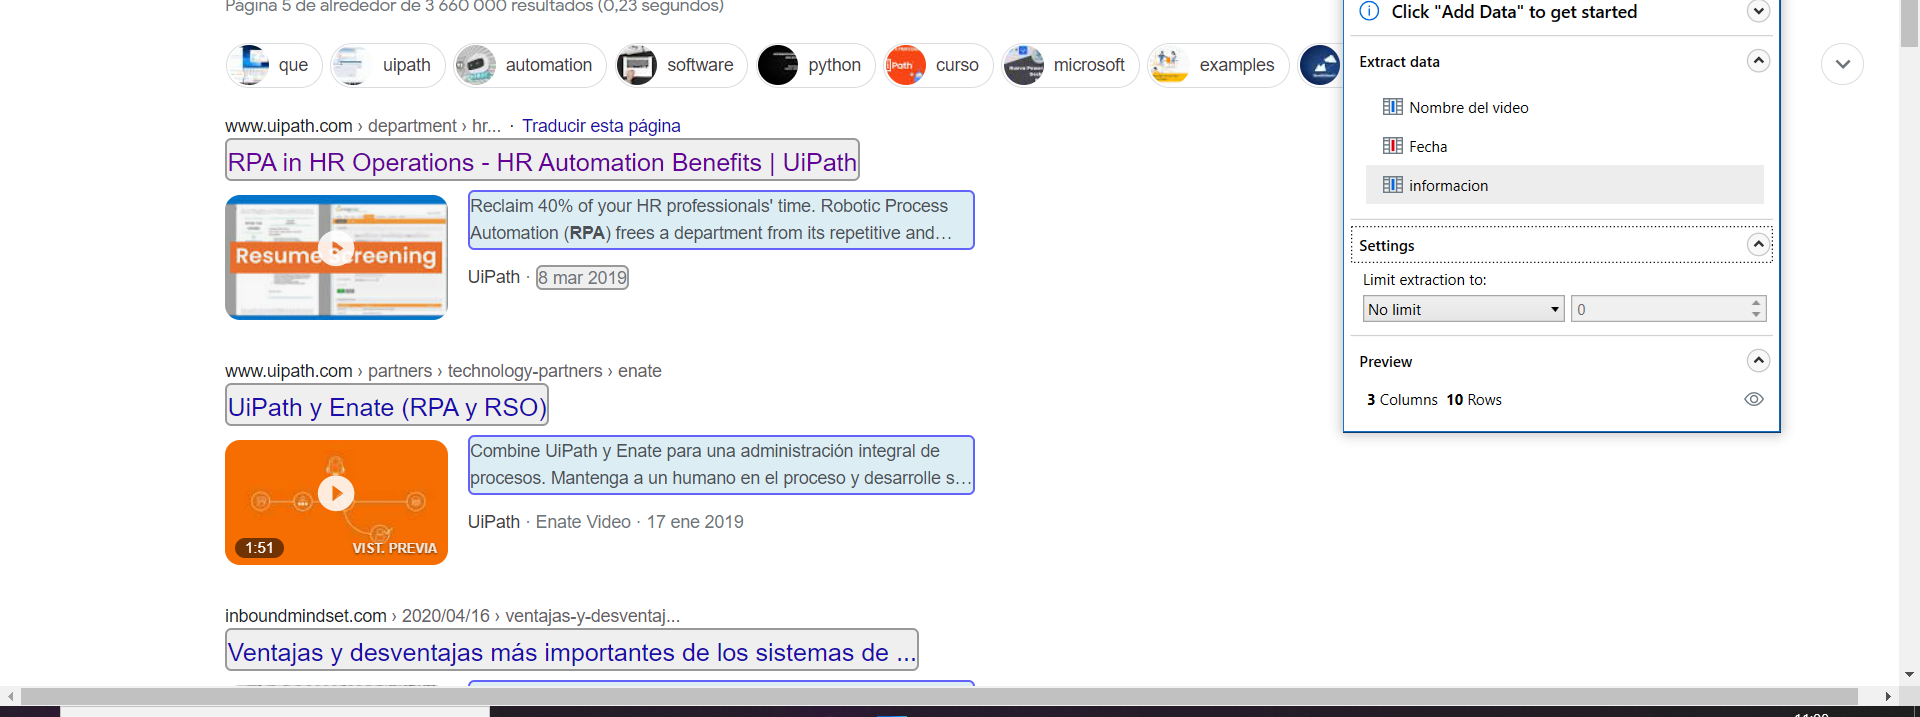 Página 5 de alrededor de 3 660 000 resultados (0,23 segundos)
que
uipath
automation
software
python
curso
microsoft
examples
www.uipath.com › department › hr... · Traducir esta página
RPA in HR Operations - HR Automation Benefits | UiPath
Resume Screening
Reclaim 40% of your HR professionals' time. Robotic Process
Automation (RPA) frees a department from its repetitive and…
UiPath · 8 mar 2019
www.uipath.com › partners › technology-partners › enate
UiPath y Enate (RPA y RSO)
1:51
VIST. PREVIA
Combine UiPath y Enate para una administración integral de
procesos. Mantenga a un humano en el proceso y desarrolle s…
UiPath · Enate Video · 17 ene 2019
inboundmindset.com › 2020/04/16 › ventajas-y-desventaj...
Ventajas y desventajas más importantes de los sistemas de ...
Click "Add Data" to get started
Extract data
Nombre del video
Fecha
informacion
Settings
Limit extraction to:
No limit
0
Preview
3 Columns 10 Rows